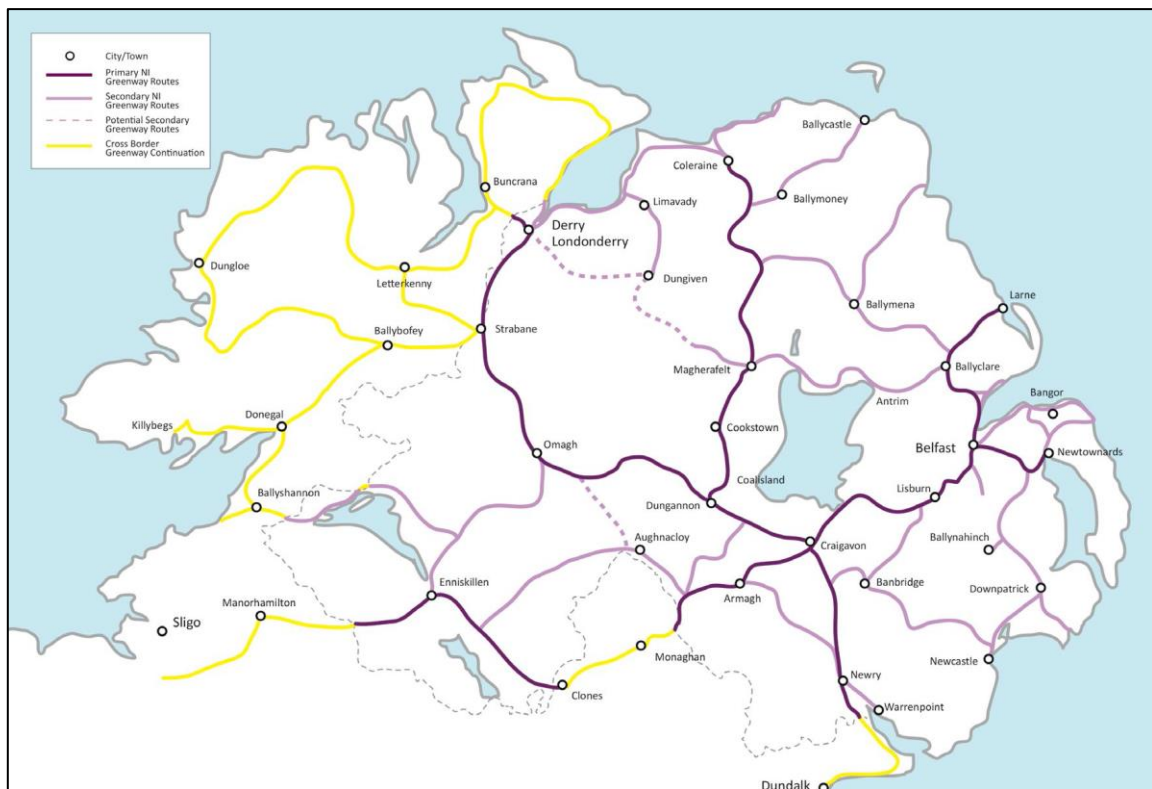 City/Town
Primary NI
Greenway Routes
Secondary NI
Greenway Routes
Potential Secondary
Greenway Routes
Cross Border
Greenway Continuation
Ballycastle
Coleraine
Buncrana
Limavady
Ballymoney
Derry
Londonderry
Dungloe
Letterkenny
Dungiven
Ballymena
Larne
Ballybofey
Strabane
Magherafelt
Ballyclare
Antrim
Bangor
Killybegs
Donegal
Cookstown
Omagh
Belfast
Newtownards
Coalisland
Ballyshannon
Dungannon
Lisburn
Aughnacloy
Craigavon
Ballynahinch
Enniskillen
Armagh
Banbridge
Downpatrick
Manorhamilton
Sligo
Monaghan
Newcastle
Clones
Newry
Warrenpoint
Dundalk